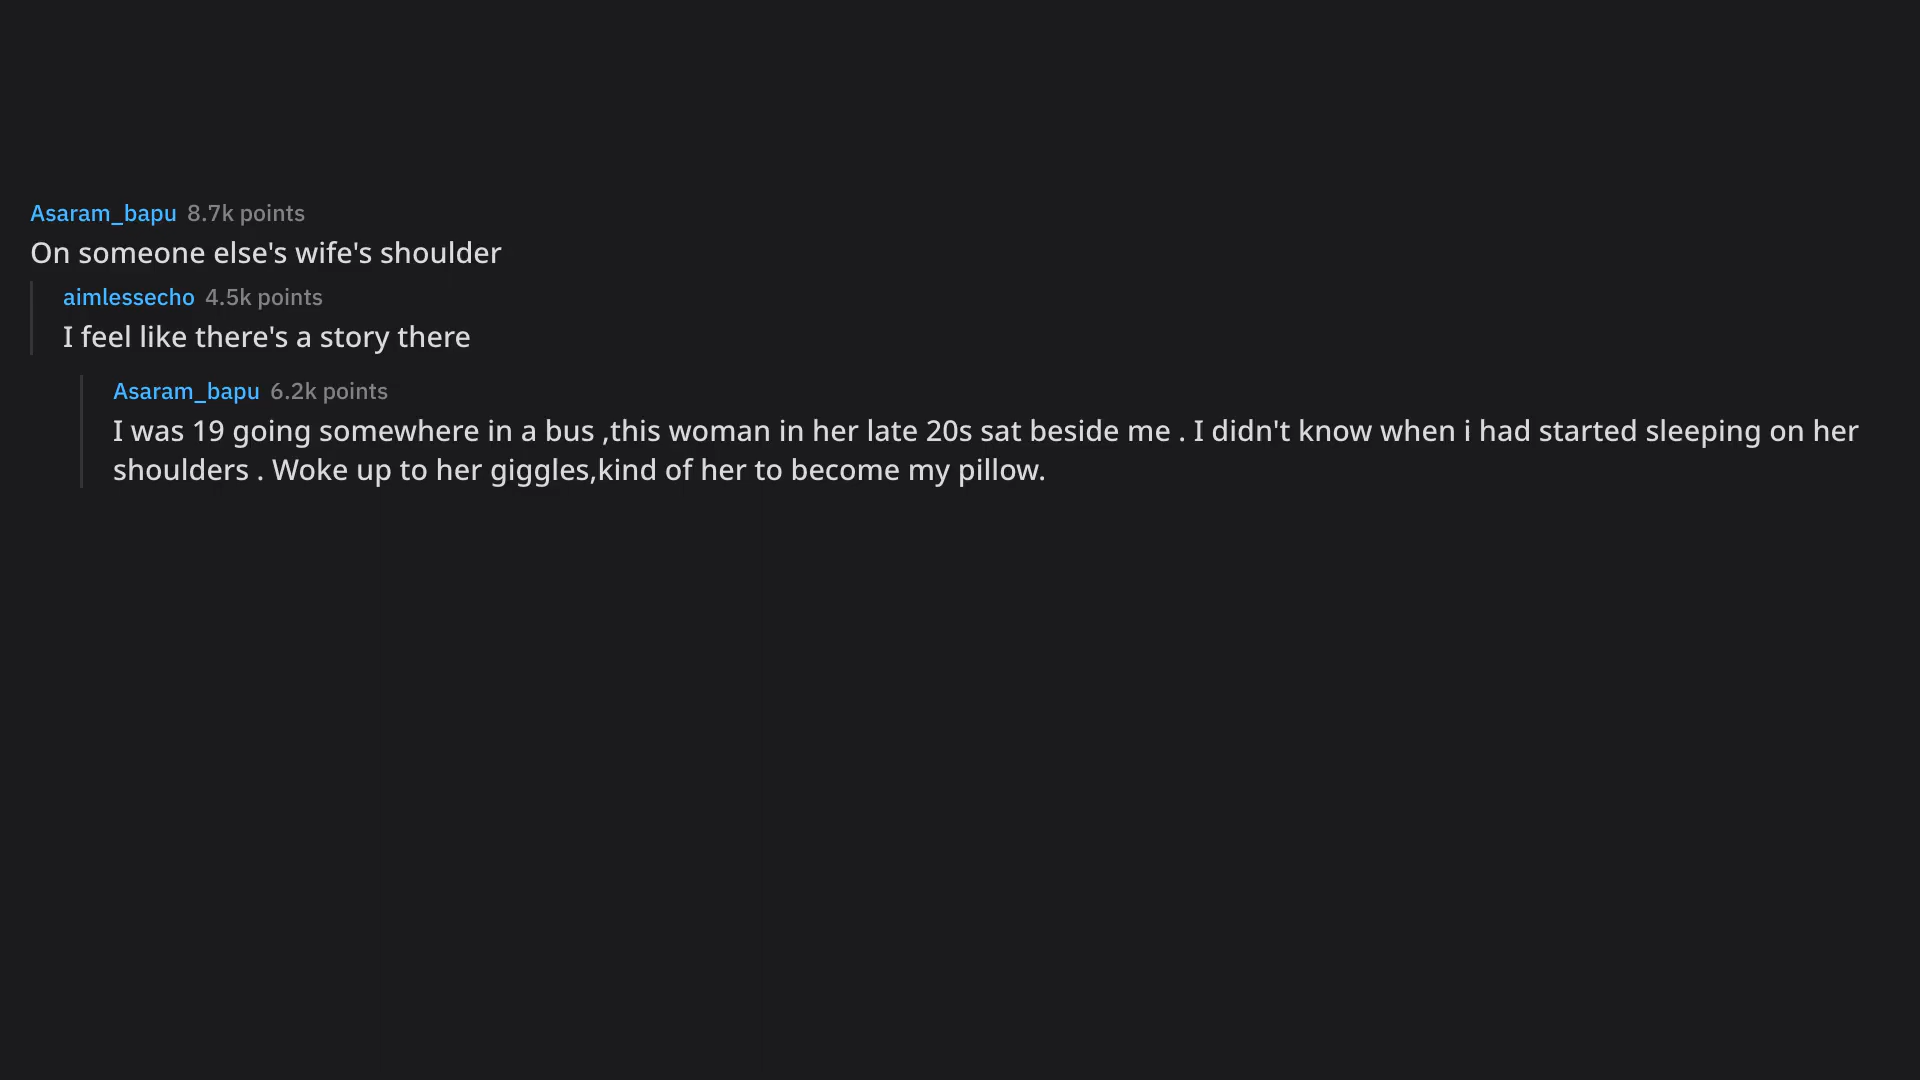 Asaram_bapu 8.7k points
On someone else's wife's shoulder
aimlessecho 4.5k points
I feel like there's a story there
Asaram_bapu 6.2k points
I was 19 going somewhere in a bus ,this woman in her late 20s sat beside me . I didn't know when i had started sleeping on her
shoulders . Woke up to her giggles,kind of her to become my pillow.